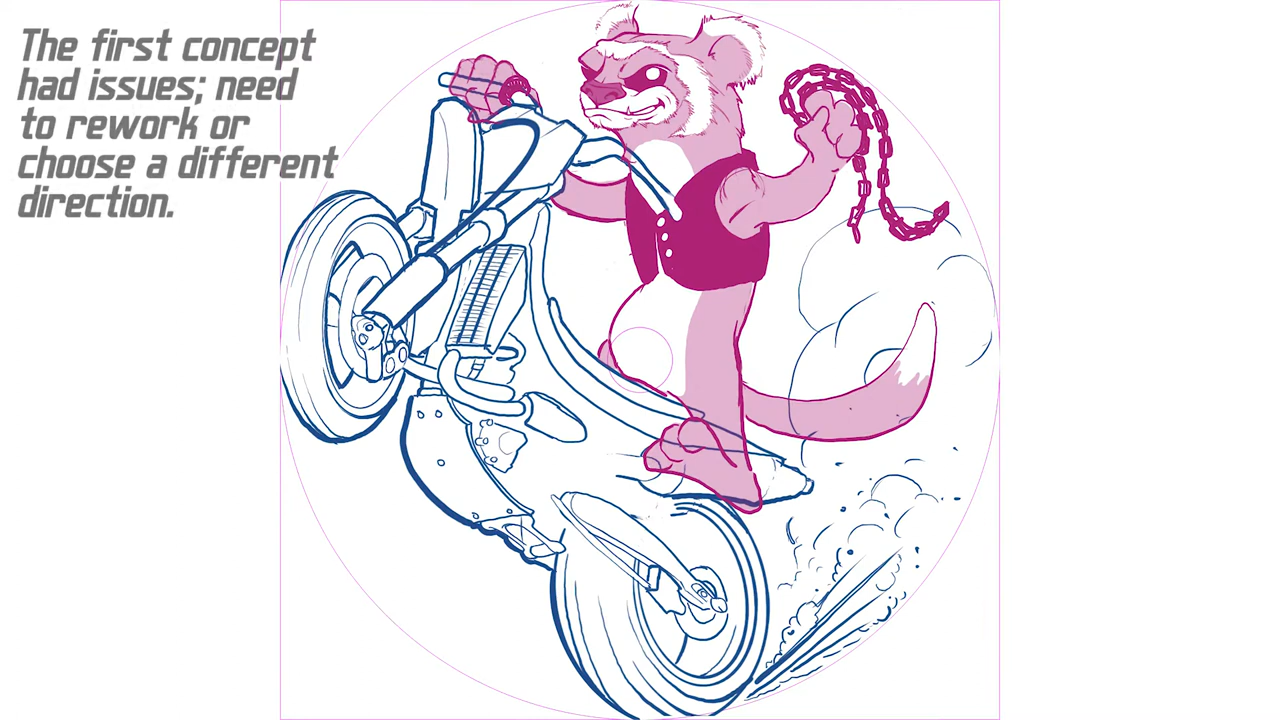 The first concept
had issues; need
to rework or
choose a different
direction.